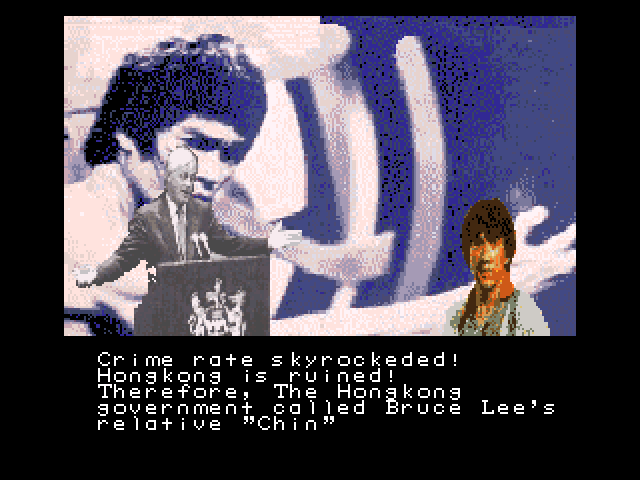 Crime rate skyrockeded!
Hongkong is ruined!
Therefore, The Hongkong
government called Bruce Lee's
relative "Chin"